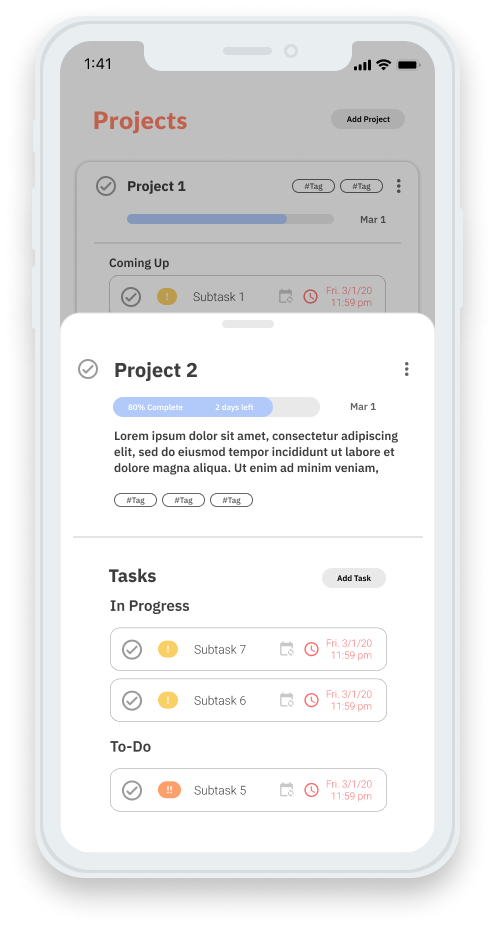 1:41
Projects
Add Project
Project 1
#Tag #Tag
Mar 1
Coming Up
! Subtask 1
Fri. 3/1/20
11:59 pm
Project 2
80% Complete 2 days left
Mar 1
Lorem ipsum dolor sit amet, consectetur adipiscing
elit, sed do eiusmod tempor incididunt ut labore et
dolore magna aliqua. Ut enim ad minim veniam,
#Tag #Tag #Tag
Tasks
Add Task
In Progress
! Subtask 7
Fri. 3/1/20
11:59 pm
! Subtask 6
Fri. 3/1/20
11:59 pm
To-Do
!! Subtask 5
Fri. 3/1/20
11:59 pm